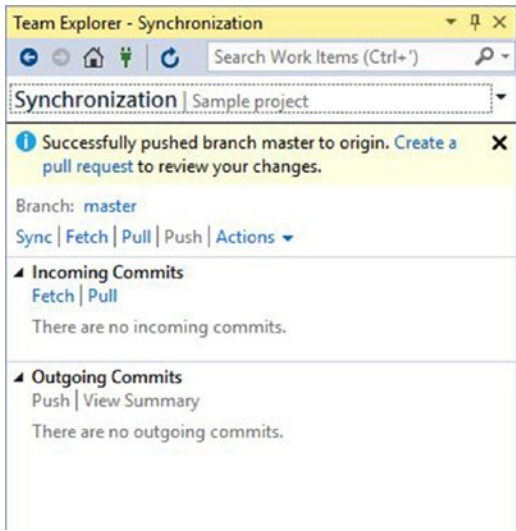 Team Explorer - Synchronization
Search Work Items (Ctrl+')
Synchronization | Sample project
Successfully pushed branch master to origin. Create a
pull request to review your changes.
Branch: master
Sync | Fetch | Pull | Push | Actions
Incoming Commits
Fetch | Pull
There are no incoming commits.
Outgoing Commits
Push | View Summary
There are no outgoing commits.